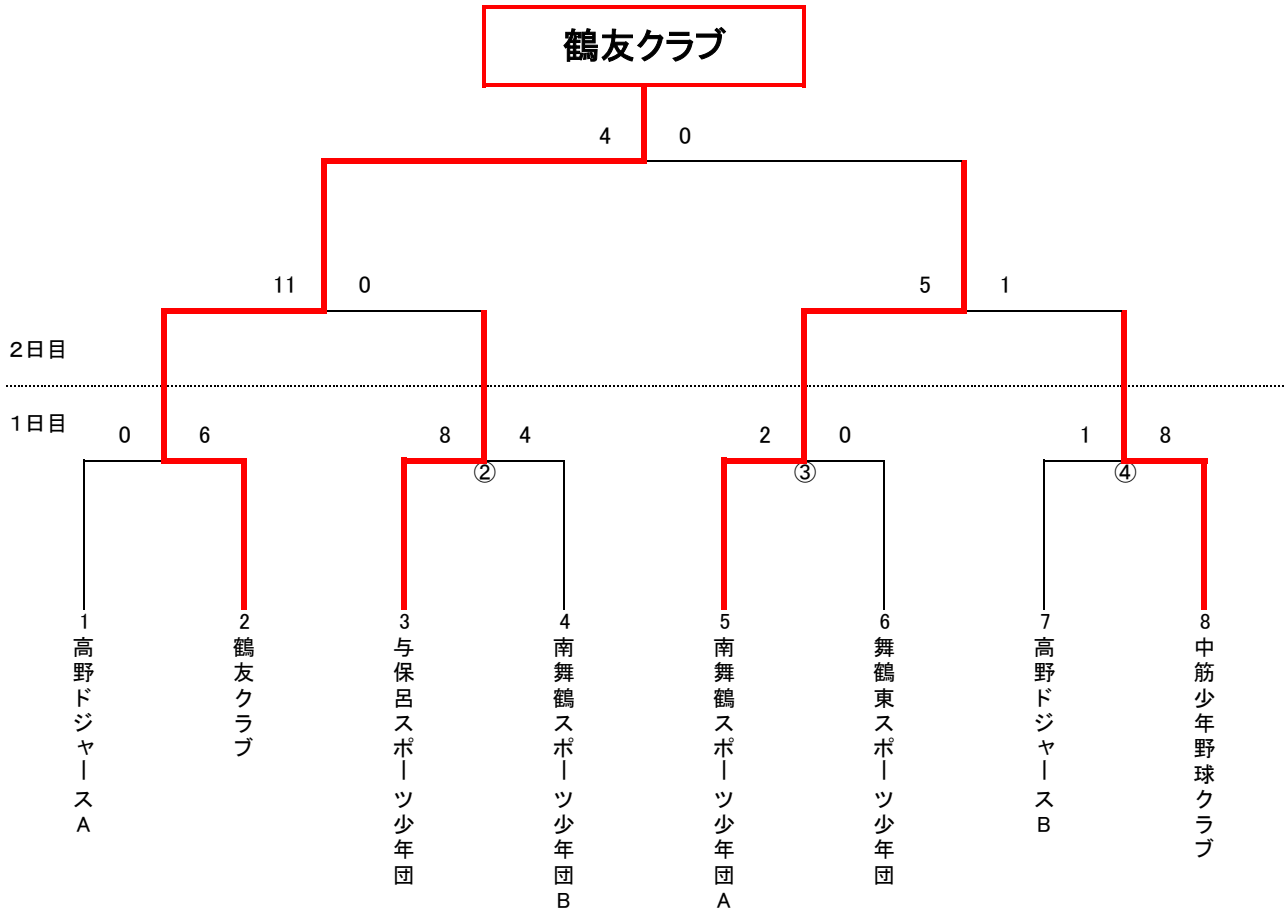 鶴友クラブ
4 0
11 0
5 1
２日目
１日目
0 6
8 4
2 0
1 8
②
③
④
1
高野ドジャースA
2
鶴友クラブ
3
与保呂スポーツ少年団
4
南舞鶴スポーツ少年団B
5
南舞鶴スポーツ少年団A
6
舞鶴東スポーツ少年団
7
高野ドジャースB
8
中筋少年野球クラブ